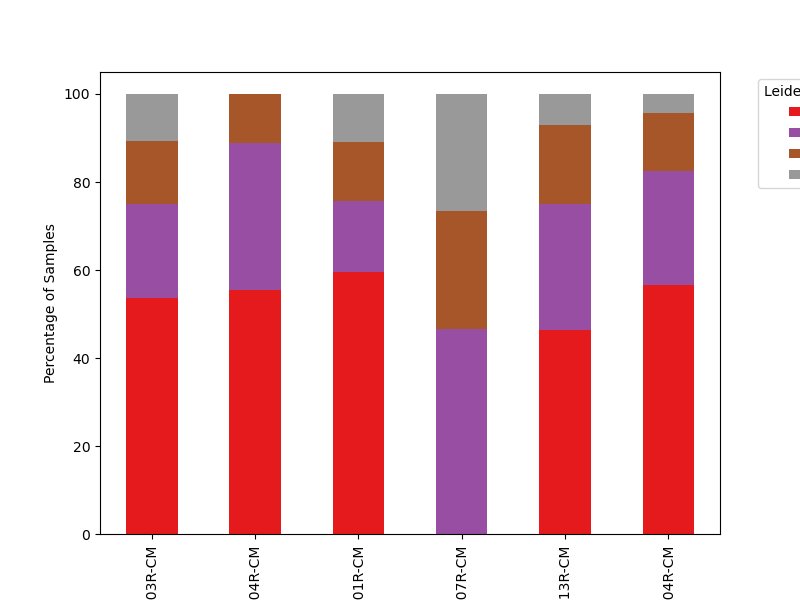 Leide
100
80
60
40
20
0
Percentage of Samples
03R-CM
04R-CM
01R-CM
07R-CM
13R-CM
04R-CM